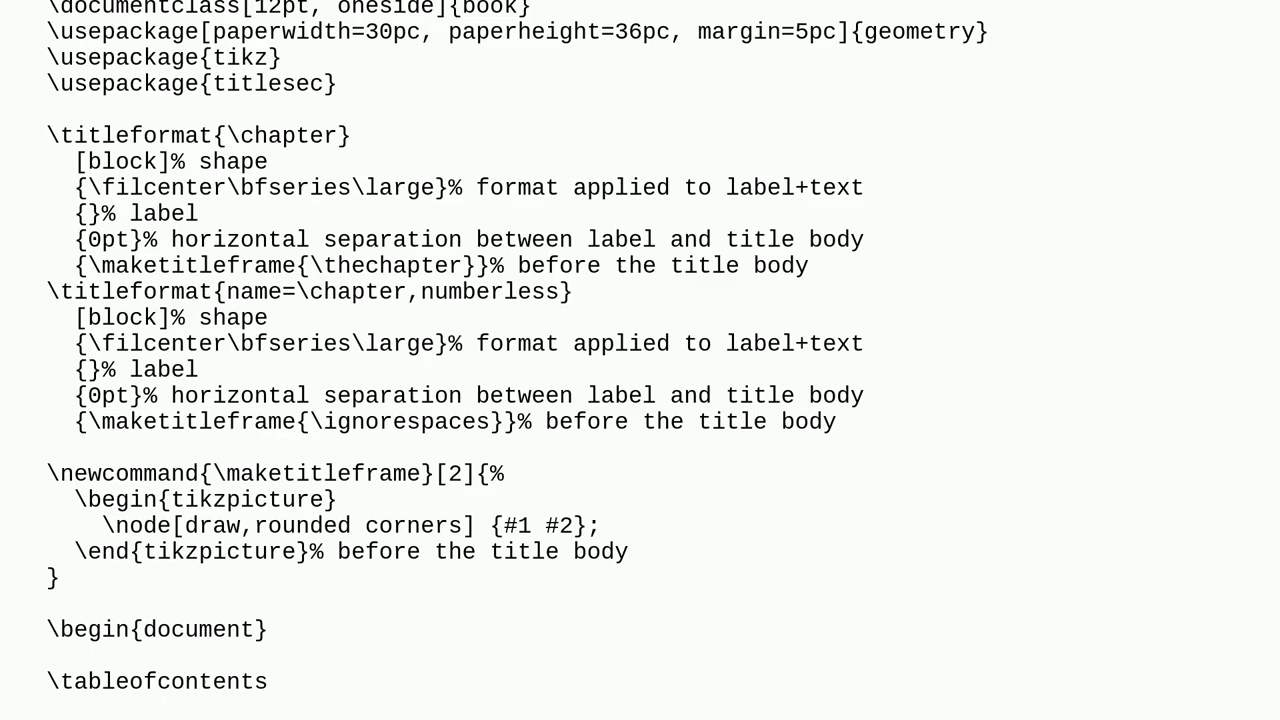 \documentclass[12pt, oneside]{book}
\usepackage[paperwidth=30pc, paperheight=36pc, margin=5pc]{geometry}
\usepackage{tikz}
\usepackage{titlesec}

\titleformat{\chapter}
  [block]% shape
  {\filcenter\bfseries\large}% format applied to label+text
  {}% label
  {0pt}% horizontal separation between label and title body
  {\maketitleframe{\thechapter}}% before the title body
\titleformat{name=\chapter,numberless}
  [block]% shape
  {\filcenter\bfseries\large}% format applied to label+text
  {}% label
  {0pt}% horizontal separation between label and title body
  {\maketitleframe{\ignorespaces}}% before the title body

\newcommand{\maketitleframe}[2]{%
  \begin{tikzpicture}
    \node[draw,rounded corners] {#1 #2};
  \end{tikzpicture}% before the title body
}

\begin{document}

\tableofcontents